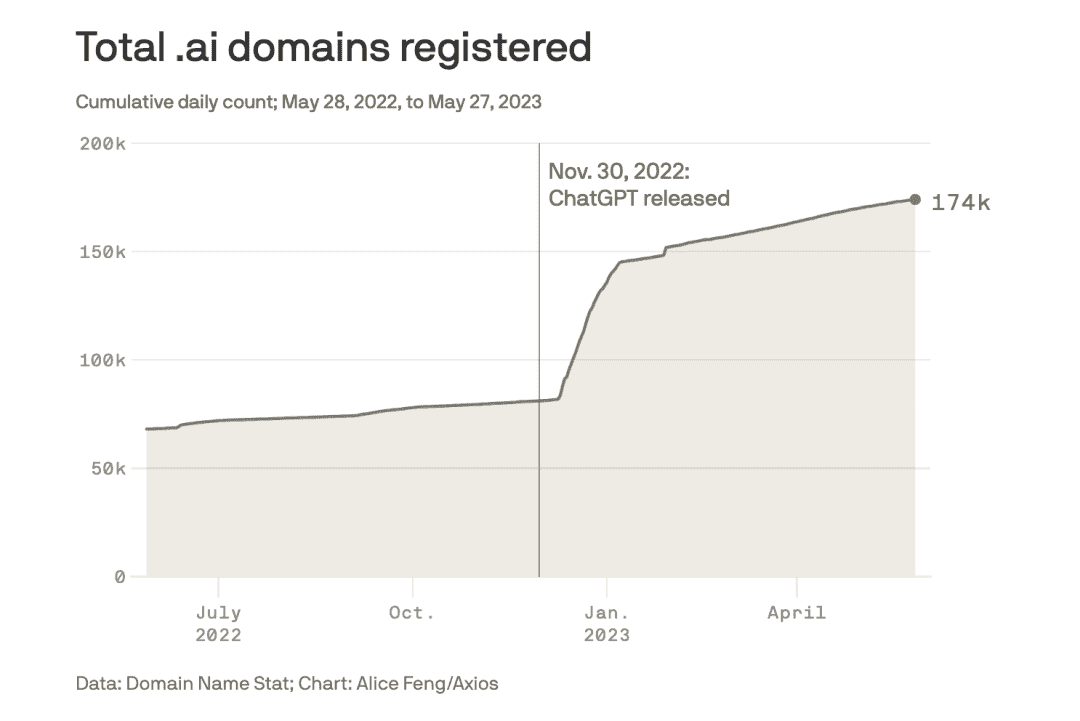 Total .ai domains registered
Cumulative daily count; May 28, 2022, to May 27, 2023
200k
Nov. 30, 2022:
ChatGPT released
174k
150k
100k
50k
0
July
2022
Oct.
Jan.
2023
April
Data: Domain Name Stat; Chart: Alice Feng/Axios